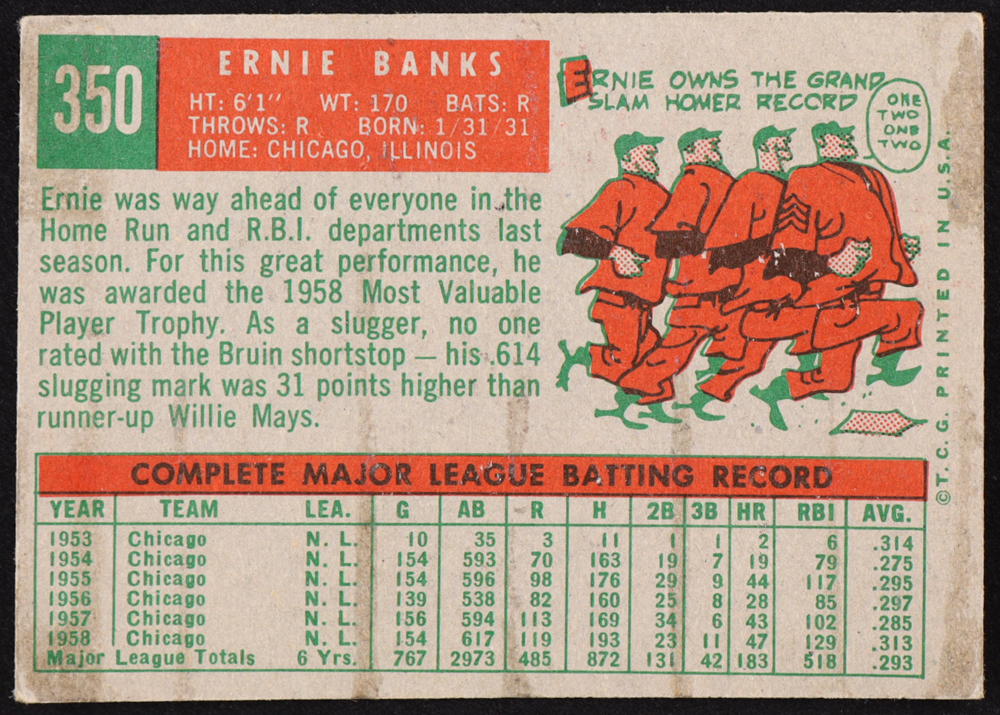 350
ERNIE BANKS
HT: 6'1" WT: 170 BATS: R
THROWS: R BORN: 1/31/31
HOME: CHICAGO, ILLINOIS
ERNIE OWNS THE GRAND
SLAM HOMER RECORD
ONE
TWO
ONE
TWO
Ernie was way ahead of everyone in the
Home Run and R.B.I. departments last
season. For this great performance, he
was awarded the 1958 Most Valuable
Player Trophy. As a slugger, no one
rated with the Bruin shortstop — his .614
slugging mark was 31 points higher than
runner-up Willie Mays.
©T.C.G. PRINTED IN U.S.A.
COMPLETE MAJOR LEAGUE BATTING RECORD
YEAR TEAM LEA. G AB R H 2B 3B HR RBI AVG.
1953 Chicago N. L. 10 35 3 11 1 1 2 6 .314
1954 Chicago N. L. 154 593 70 163 19 7 19 79 .275
1955 Chicago N. L. 154 596 98 176 29 9 44 117 .295
1956 Chicago N. L. 139 538 82 160 25 8 28 85 .297
1957 Chicago N. L. 156 594 113 169 34 6 43 102 .285
1958 Chicago N. L. 154 617 119 193 23 11 47 129 .313
Major League Totals 6 Yrs. 767 2973 485 872 131 42 183 518 .293